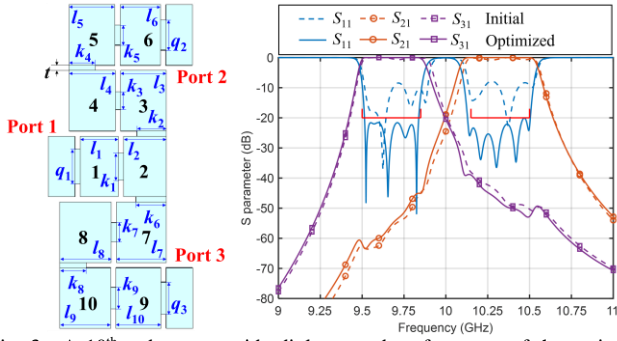 l5 l6 q2
5 6
k4 k5
t Port 2
l4 k3 l3
4 3
k2
Port 1
l1 l2
q1 1 k1 2
k6
8 k7 7
l8 l7 Port 3
k8 k9
10 9 q3
l9 l10
S11 S21 S31 Initial
S11 S21 S31 Optimized
S parameter (dB)
0
-10
-20
-30
-40
-50
-60
-70
-80
9 9.25 9.5 9.75 10 10.25 10.5 10.75 11
Frequency (GHz)